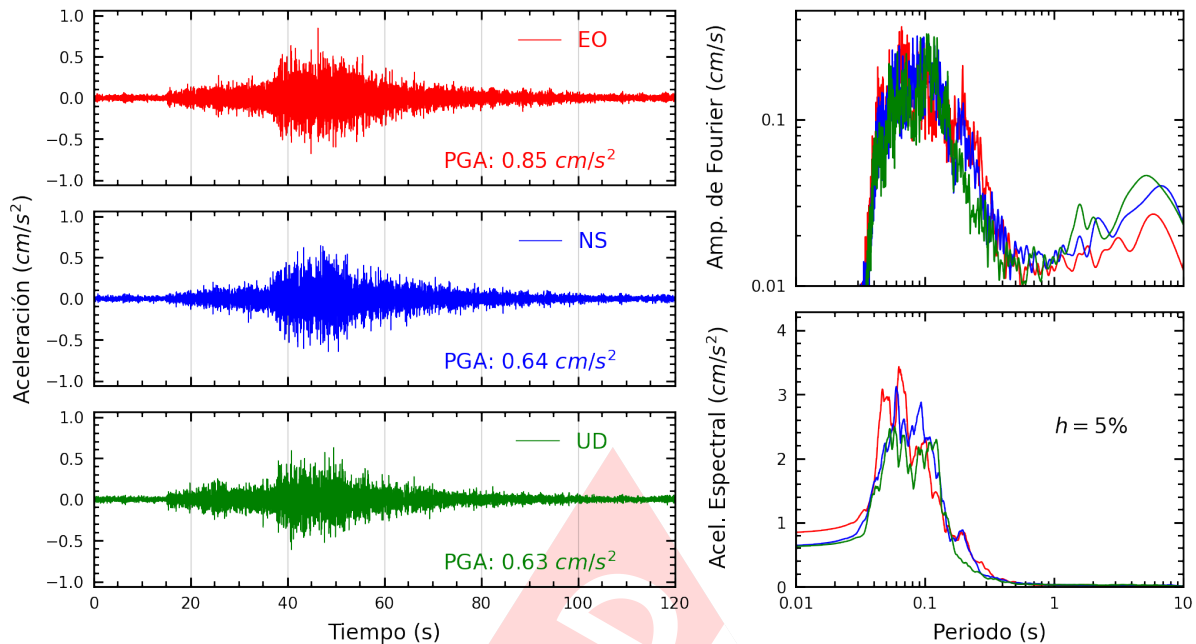 Aceleración (cm/s²)
1.0
0.5
0.0
−0.5
−1.0
EO
PGA: 0.85 cm/s²
1.0
0.5
0.0
−0.5
−1.0
NS
PGA: 0.64 cm/s²
1.0
0.5
0.0
−0.5
−1.0
UD
PGA: 0.63 cm/s²
0 20 40 60 80 100 120
Tiempo (s)
Amp. de Fourier (cm/s)
0.1
0.01
Acel. Espectral (cm/s²)
4
3
2
1
0
h = 5%
0.01 0.1 1 10
Periodo (s)